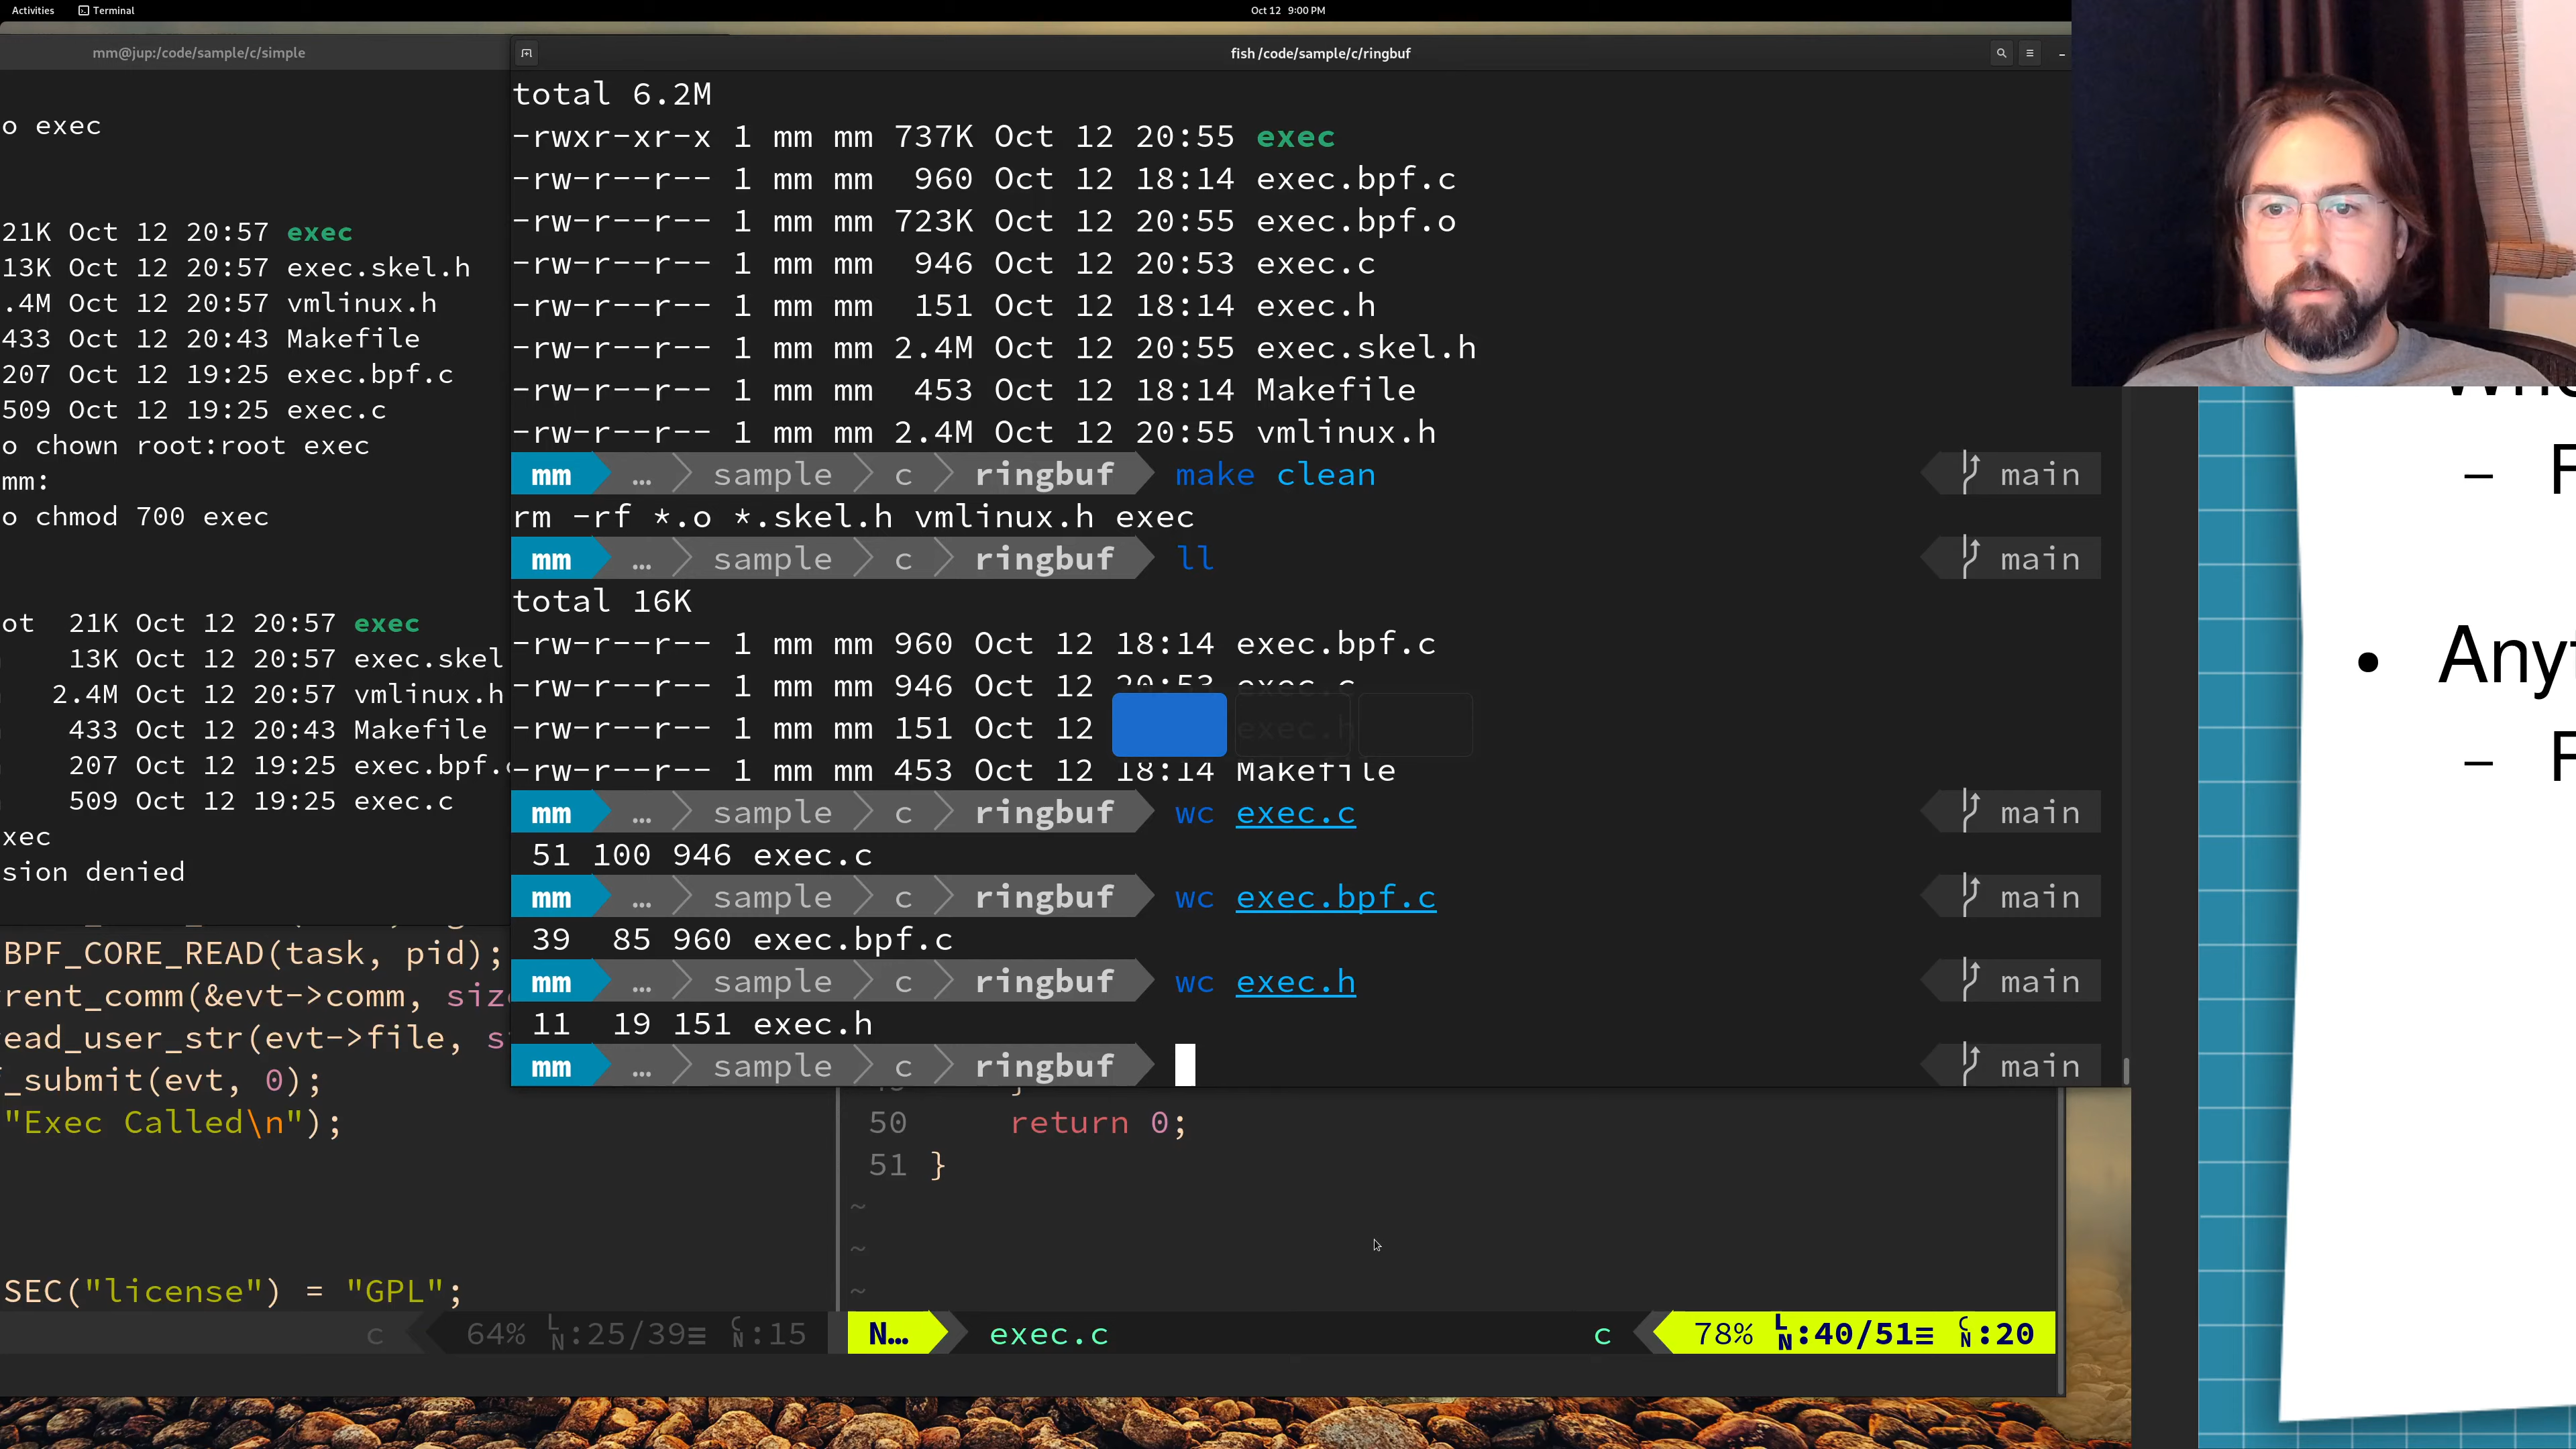 Activities Terminal Oct 12 9:00 PM
mm@jup:/code/sample/c/simple
o exec
21K Oct 12 20:57 exec
13K Oct 12 20:57 exec.skel.h
.4M Oct 12 20:57 vmlinux.h
433 Oct 12 20:43 Makefile
207 Oct 12 19:25 exec.bpf.c
509 Oct 12 19:25 exec.c
o chown root:root exec
mm:
o chmod 700 exec
ot 21K Oct 12 20:57 exec
13K Oct 12 20:57 exec.skel
2.4M Oct 12 20:57 vmlinux.h
433 Oct 12 20:43 Makefile
207 Oct 12 19:25 exec.bpf.
509 Oct 12 19:25 exec.c
xec
sion denied
fish /code/sample/c/ringbuf
total 6.2M
-rwxr-xr-x 1 mm mm 737K Oct 12 20:55 exec
-rw-r--r-- 1 mm mm 960 Oct 12 18:14 exec.bpf.c
-rw-r--r-- 1 mm mm 723K Oct 12 20:55 exec.bpf.o
-rw-r--r-- 1 mm mm 946 Oct 12 20:53 exec.c
-rw-r--r-- 1 mm mm 151 Oct 12 18:14 exec.h
-rw-r--r-- 1 mm mm 2.4M Oct 12 20:55 exec.skel.h
-rw-r--r-- 1 mm mm 453 Oct 12 18:14 Makefile
-rw-r--r-- 1 mm mm 2.4M Oct 12 20:55 vmlinux.h
mm … sample c ringbuf make clean main
rm -rf *.o *.skel.h vmlinux.h exec
mm … sample c ringbuf ll main
total 16K
-rw-r--r-- 1 mm mm 960 Oct 12 18:14 exec.bpf.c
-rw-r--r-- 1 mm mm 946 Oct 12 20:53 exec.c
-rw-r--r-- 1 mm mm 151 Oct 12 exec.h
-rw-r--r-- 1 mm mm 453 Oct 12 18:14 Makefile
mm … sample c ringbuf wc exec.c main
51 100 946 exec.c
mm … sample c ringbuf wc exec.bpf.c main
39 85 960 exec.bpf.c
mm … sample c ringbuf wc exec.h main
11 19 151 exec.h
mm … sample c ringbuf main
BPF_CORE_READ(task, pid);
rrent_comm(&evt->comm, siz
ead_user_str(evt->file, s
_submit(evt, 0);
"Exec Called\n");
SEC("license") = "GPL";
c 64% LN:25/39≡ CN:15
50 return 0;
51 }
~
~
~
N… exec.c c 78% LN:40/51≡ CN:20
– F
• Any
– F